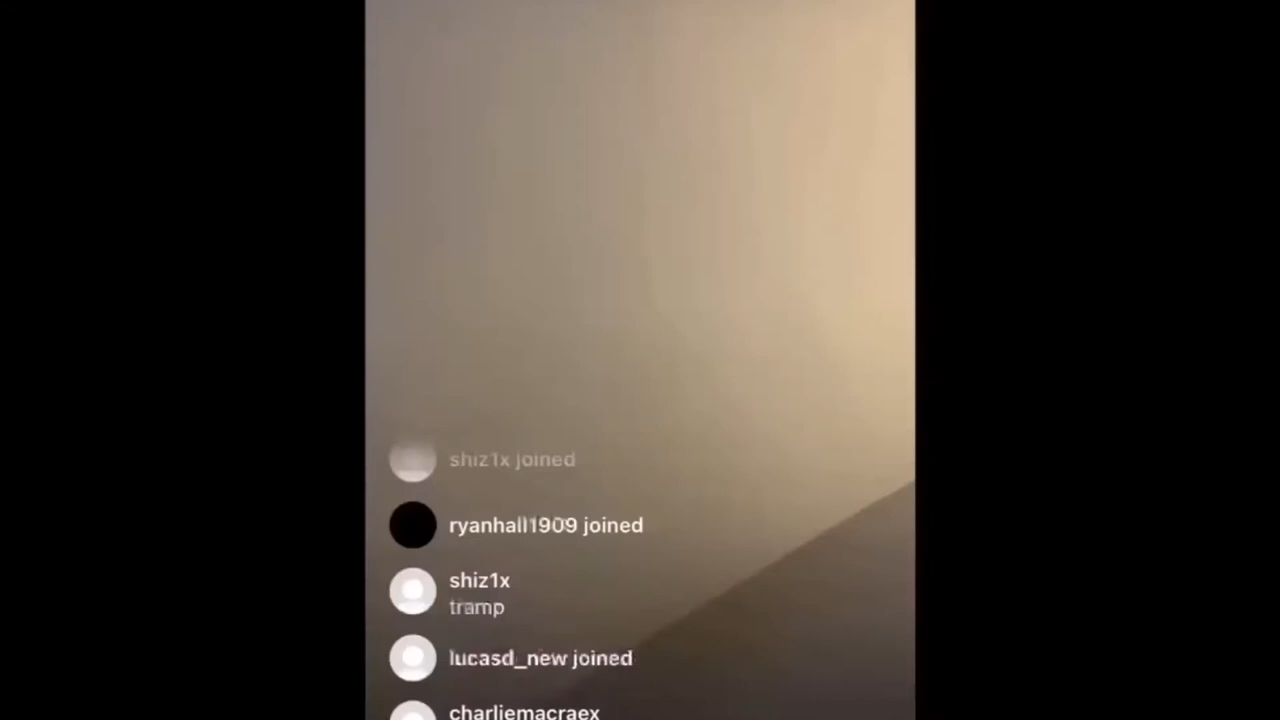 shiz1x joined
ryanhall1909 joined
shiz1x
tramp
lucasd_new joined
charliemacraex